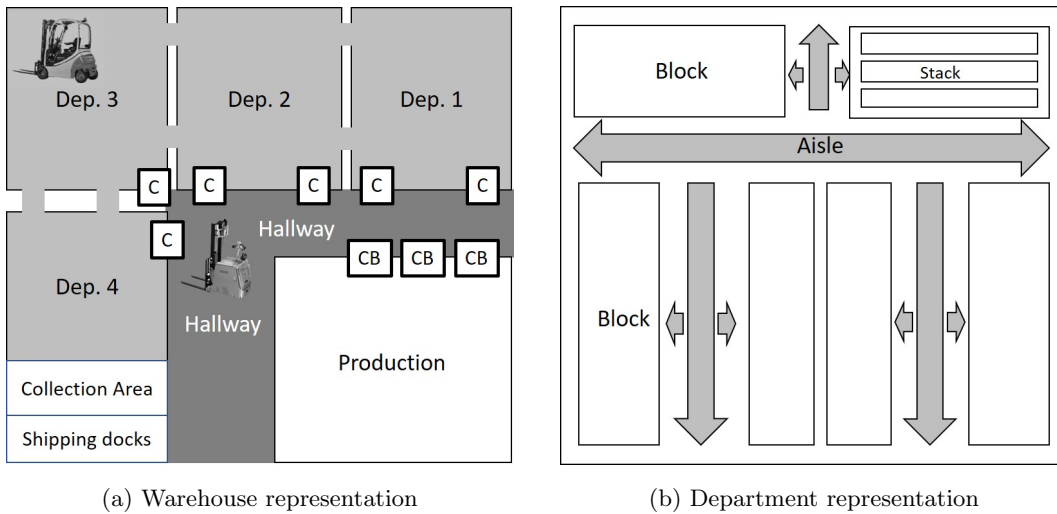 Dep. 3
Dep. 2
Dep. 1
C
C
C
C
C
C
Hallway
CB
CB
CB
Dep. 4
Hallway
Production
Collection Area
Shipping docks
(a) Warehouse representation
Block
Stack
Aisle
Block
(b) Department representation